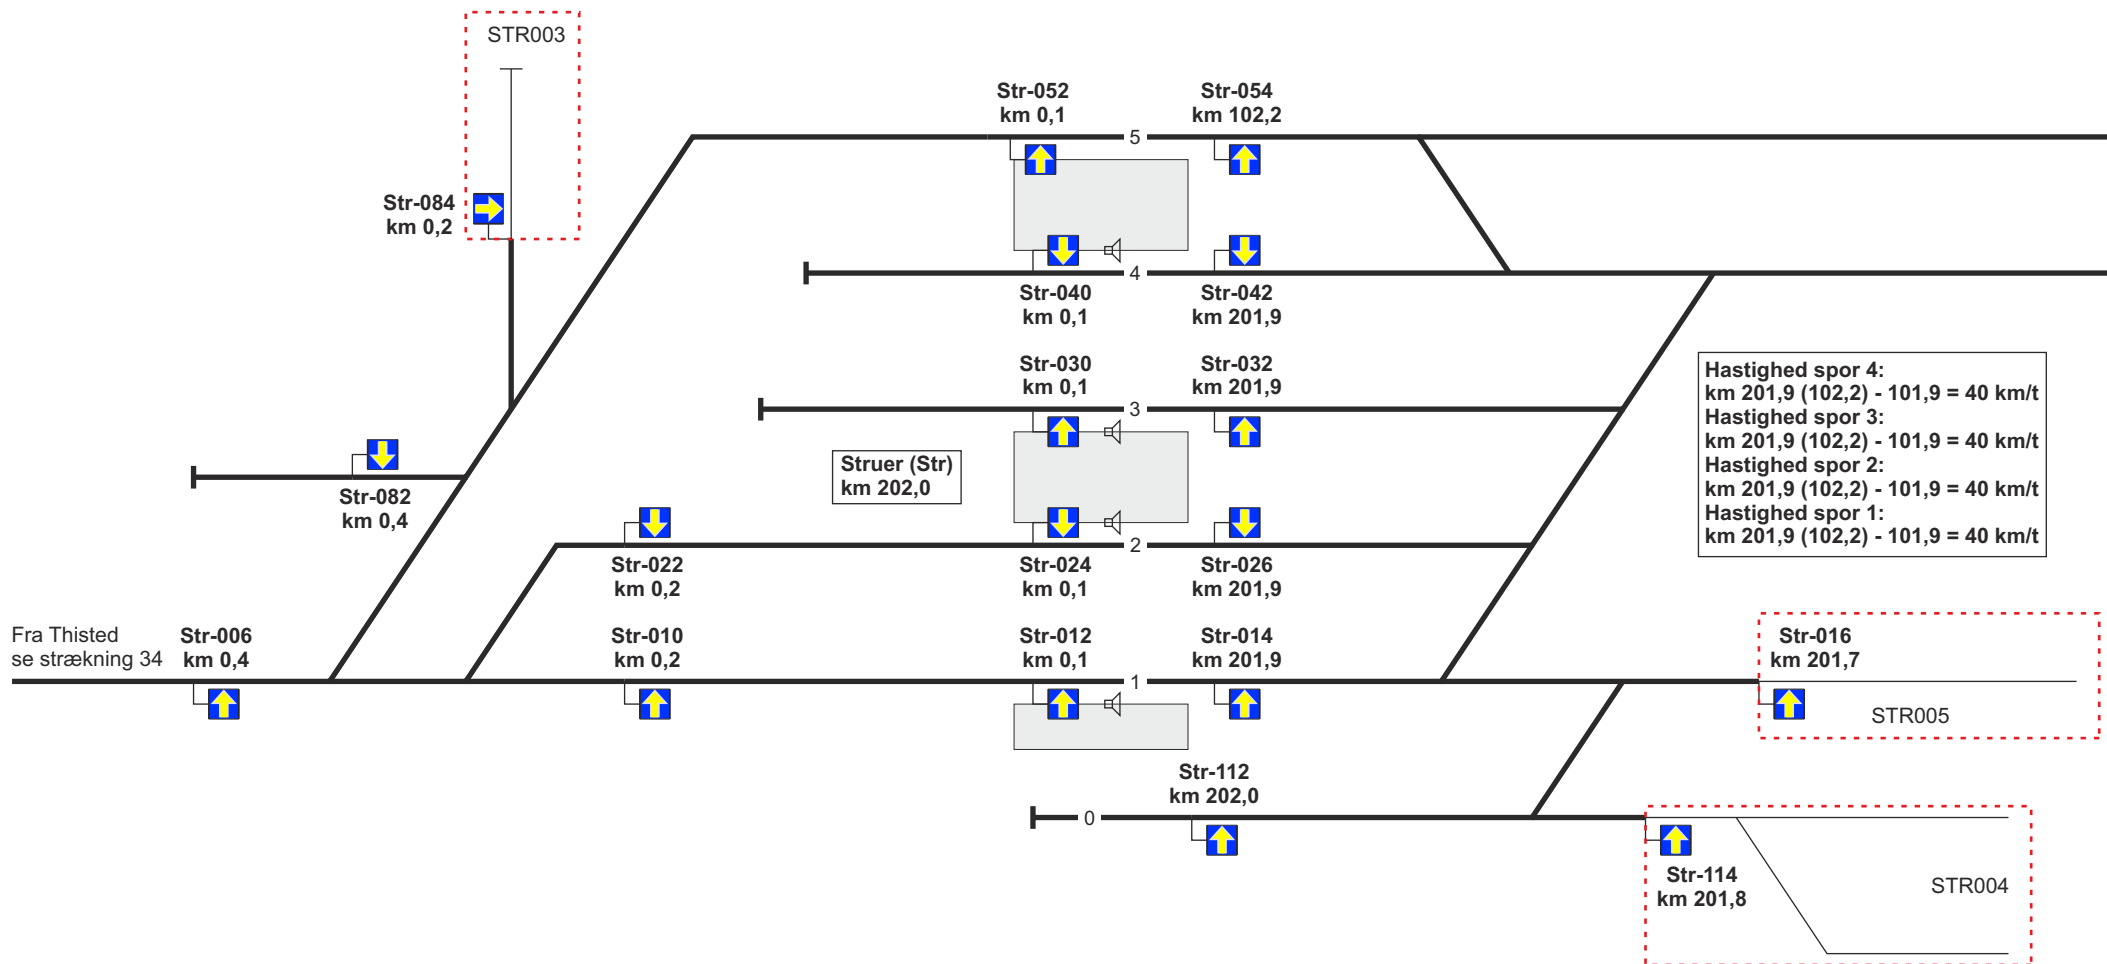 STR003
Str-052
km 0,1
Str-054
km 102,2
5
Str-084
km 0,2
4
Str-040
km 0,1
Str-042
km 201,9
Str-030
km 0,1
Str-032
km 201,9
3
Hastighed spor 4:
km 201,9 (102,2) - 101,9 = 40 km/t
Hastighed spor 3:
km 201,9 (102,2) - 101,9 = 40 km/t
Hastighed spor 2:
km 201,9 (102,2) - 101,9 = 40 km/t
Hastighed spor 1:
km 201,9 (102,2) - 101,9 = 40 km/t
Struer (Str)
km 202,0
Str-082
km 0,4
2
Str-022
km 0,2
Str-024
km 0,1
Str-026
km 201,9
Fra Thisted
se strækning 34
Str-006
km 0,4
Str-010
km 0,2
Str-012
km 0,1
Str-014
km 201,9
Str-016
km 201,7
1
STR005
Str-112
km 202,0
0
Str-114
km 201,8
STR004